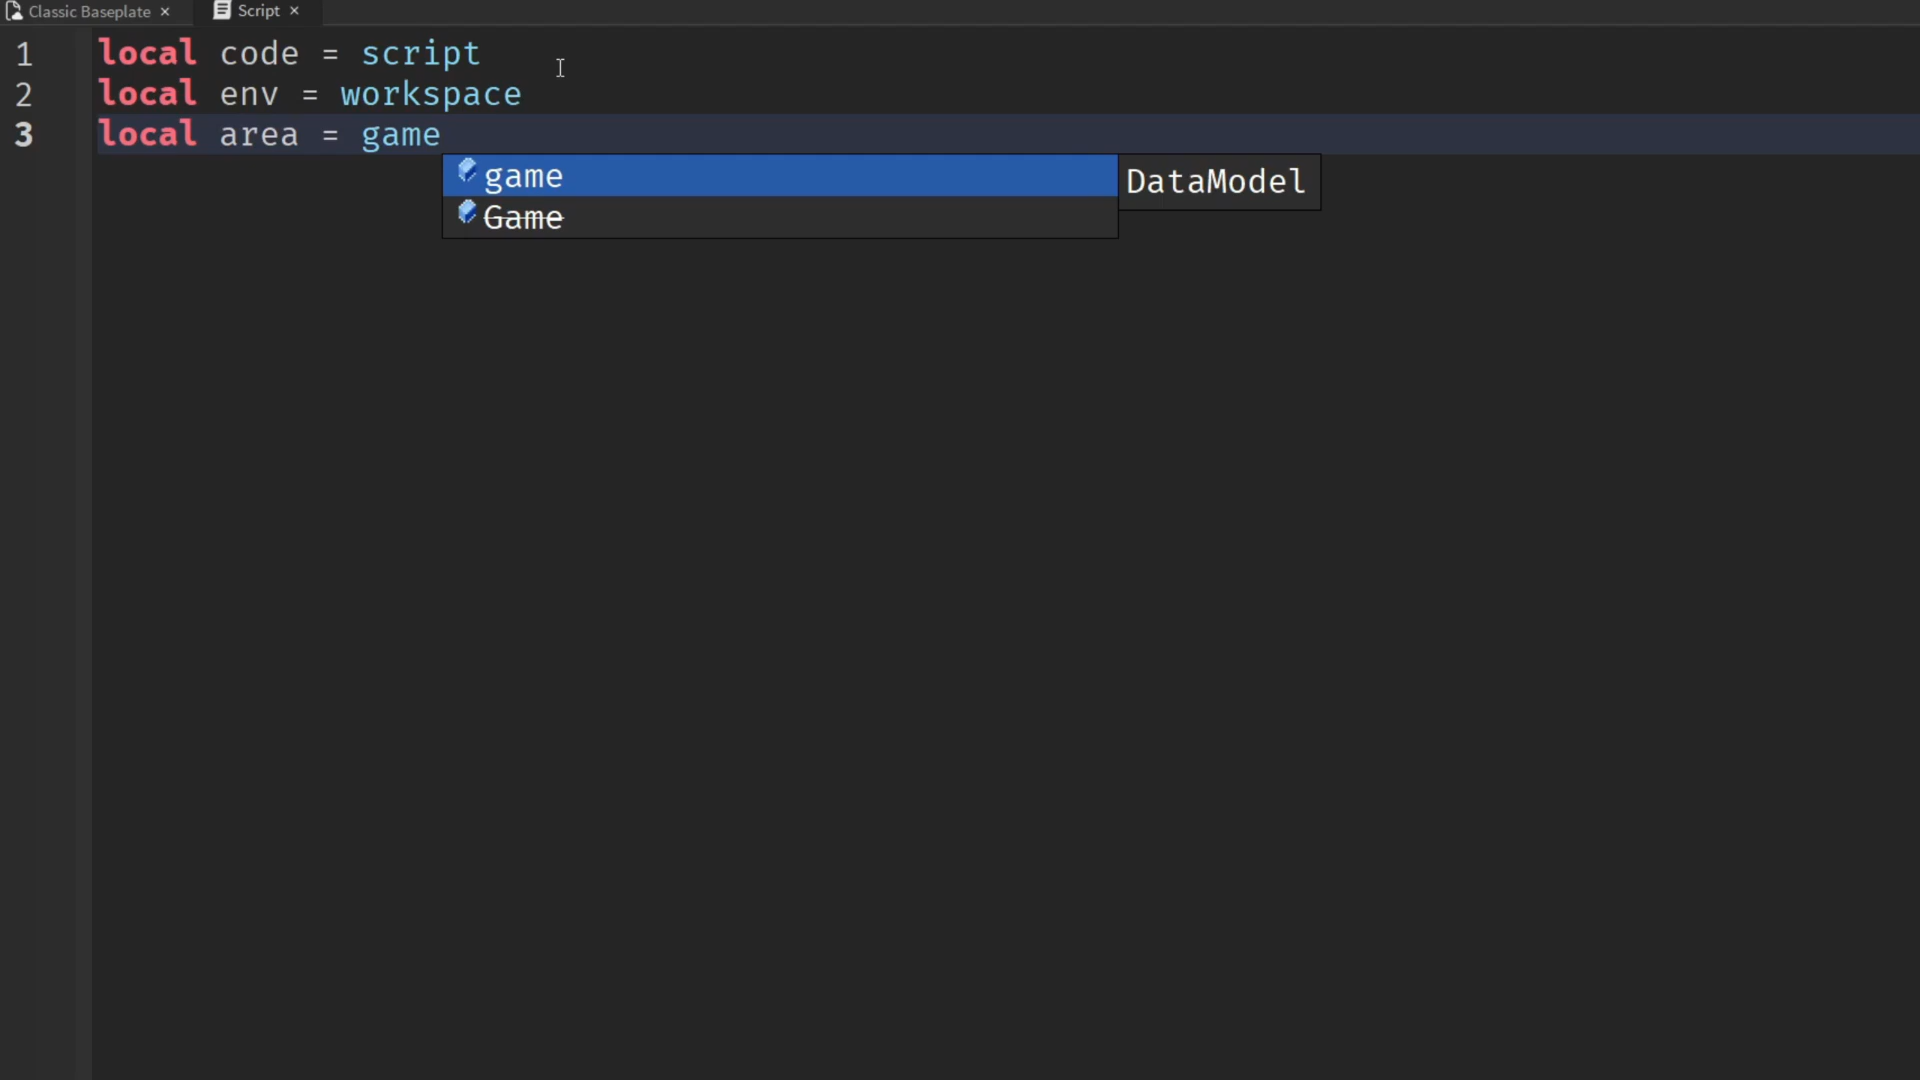 Classic Baseplate × Script ×
1 local code = script
2 local env = workspace
3 local area = game
game DataModel
Game